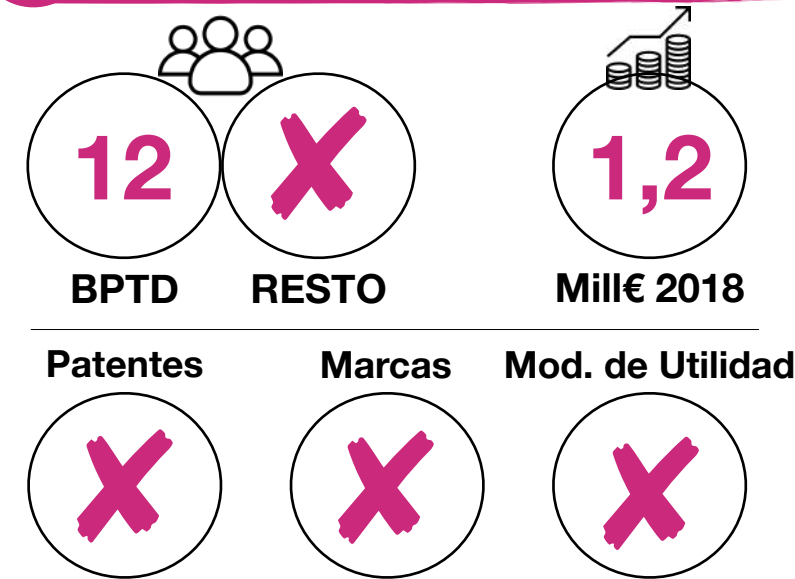 12
1,2
BPTD
RESTO
Mill€ 2018
Patentes
Marcas
Mod. de Utilidad